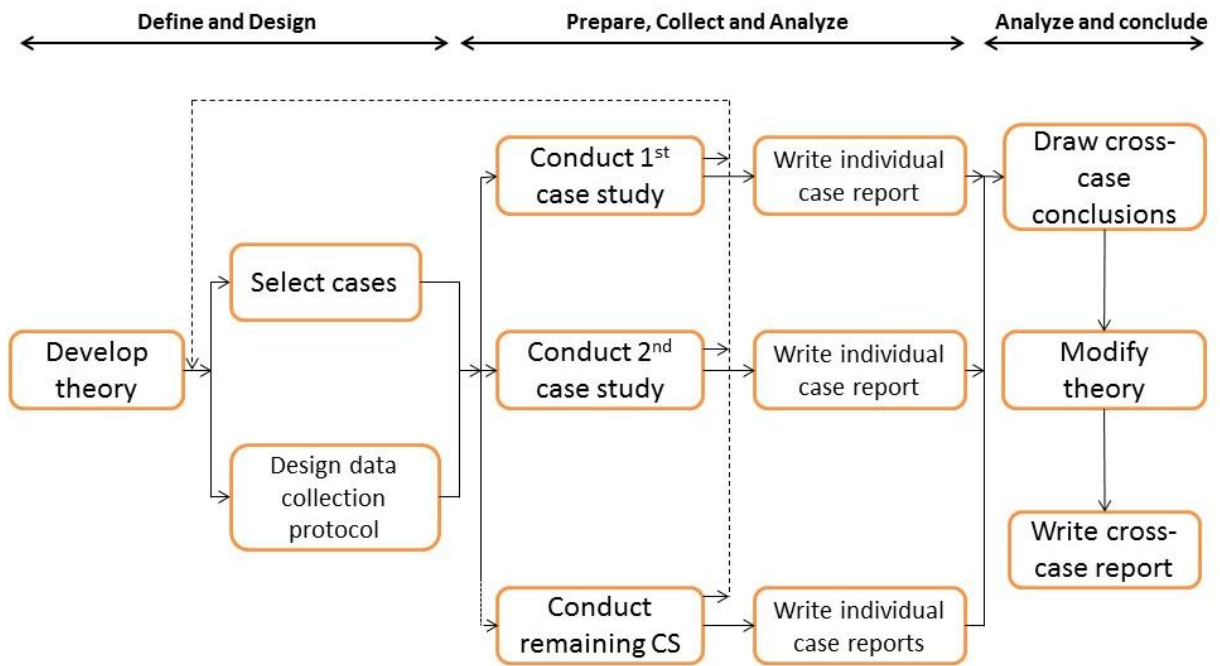 Define and Design
Prepare, Collect and Analyze
Analyze and conclude
Develop
theory
Select cases
Design data
collection
protocol
Conduct 1st
case study
Conduct 2nd
case study
Conduct
remaining CS
Write individual
case report
Write individual
case report
Write individual
case reports
Draw cross-
case
conclusions
Modify
theory
Write cross-
case report